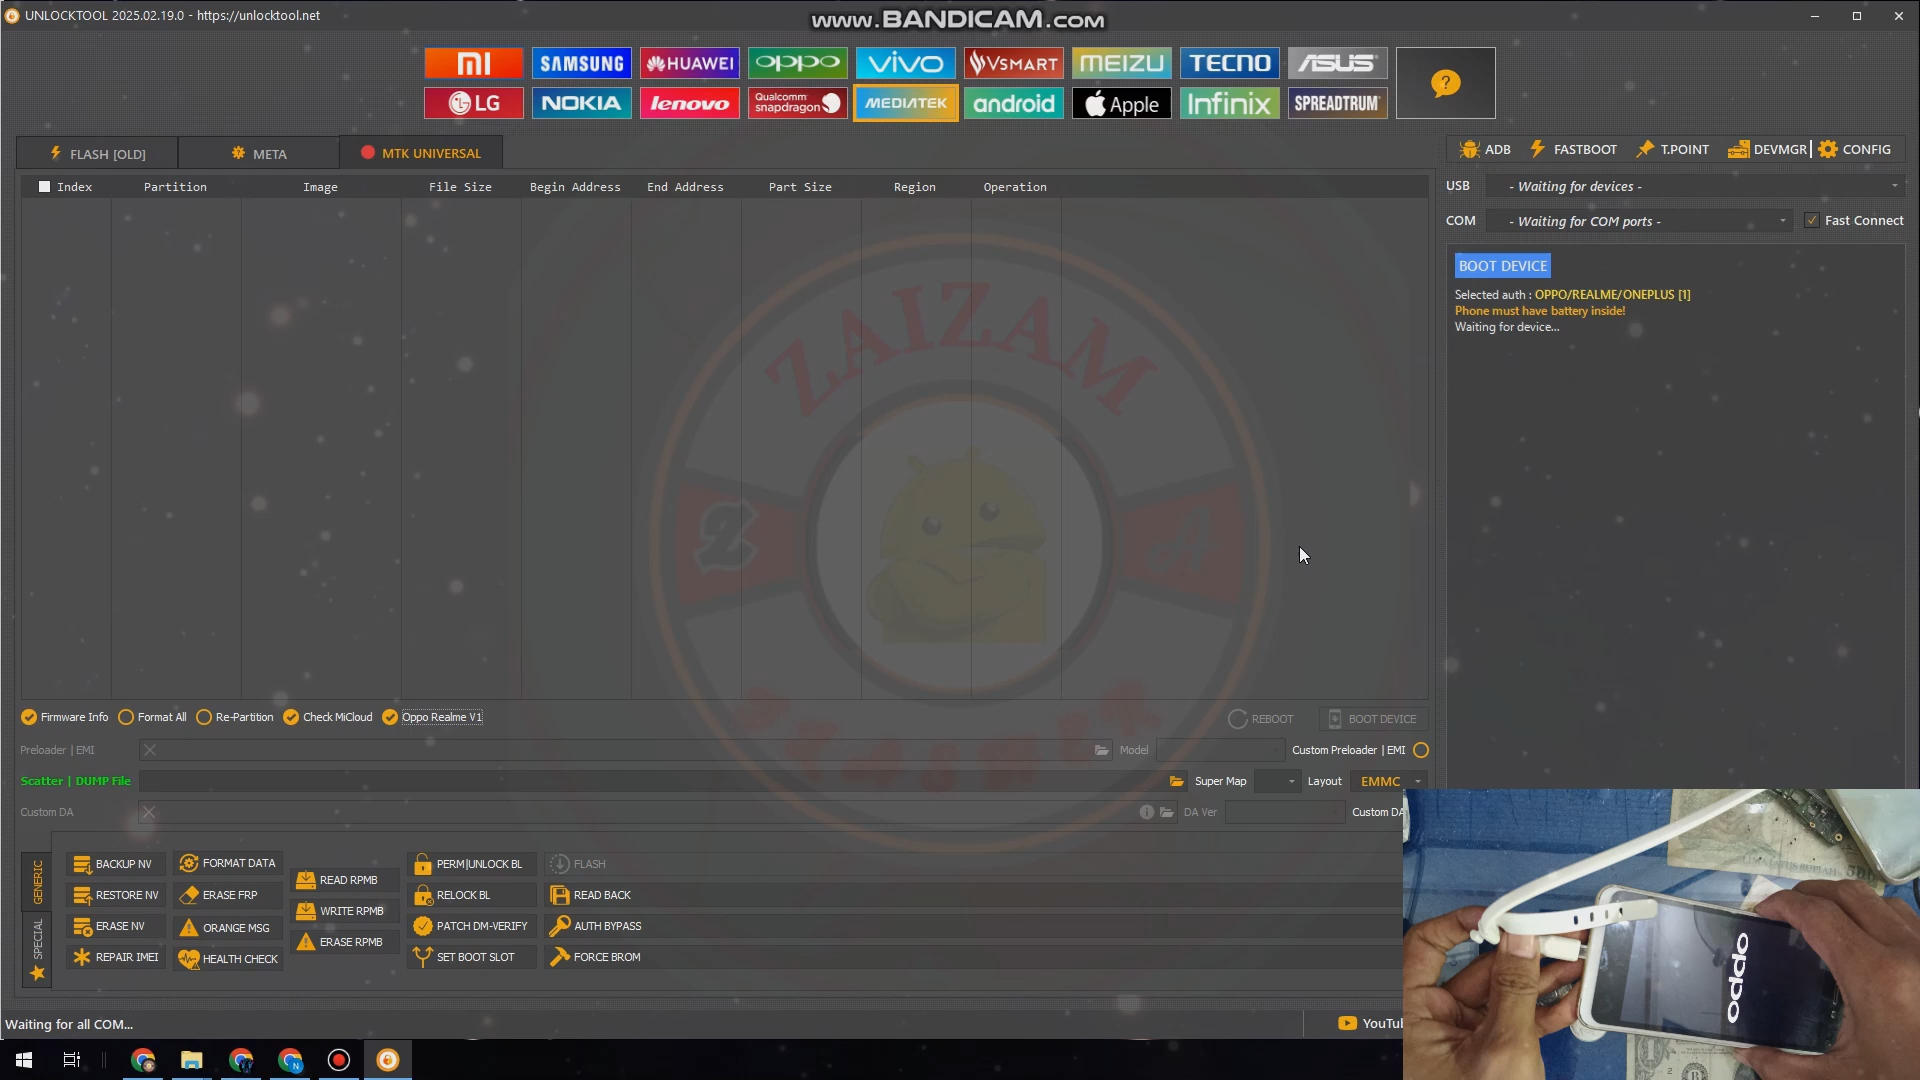 UNLOCKTOOL 2025.02.19.0 - https://unlocktool.net
www.BANDICAM.com
MI SAMSUNG HUAWEI oppo vivo VSMART MEIZU TECNO ASUS
LG NOKIA lenovo Qualcomm snapdragon MEDIATEK android Apple Infinix SPREADTRUM
?
FLASH [OLD] META MTK UNIVERSAL
ADB FASTBOOT T.POINT DEVMGR CONFIG
Index Partition Image File Size Begin Address End Address Part Size Region Operation
USB - Waiting for devices -
COM - Waiting for COM ports - Fast Connect
BOOT DEVICE
Selected auth : OPPO/REALME/ONEPLUS [1]
Phone must have battery inside!
Waiting for device...
ZAIZAM
Z A
Firmware Info Format All Re-Partition Check MiCloud Oppo Realme V1 REBOOT BOOT DEVICE
Preloader | EMI Model Custom Preloader | EMI
Scatter | DUMP File Super Map Layout EMMC
Custom DA DA Ver Custom DA
GENERIC
SPECIAL
BACKUP NV FORMAT DATA READ RPMB PERM|UNLOCK BL FLASH
RESTORE NV ERASE FRP WRITE RPMB RELOCK BL READ BACK
ERASE NV ORANGE MSG ERASE RPMB PATCH DM-VERIFY AUTH BYPASS
REPAIR IMEI HEALTH CHECK SET BOOT SLOT FORCE BROM
oppo
Waiting for all COM...
YouTub
N